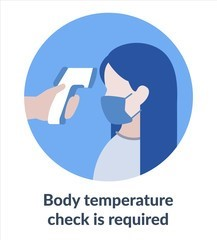 Body temperature
check is required